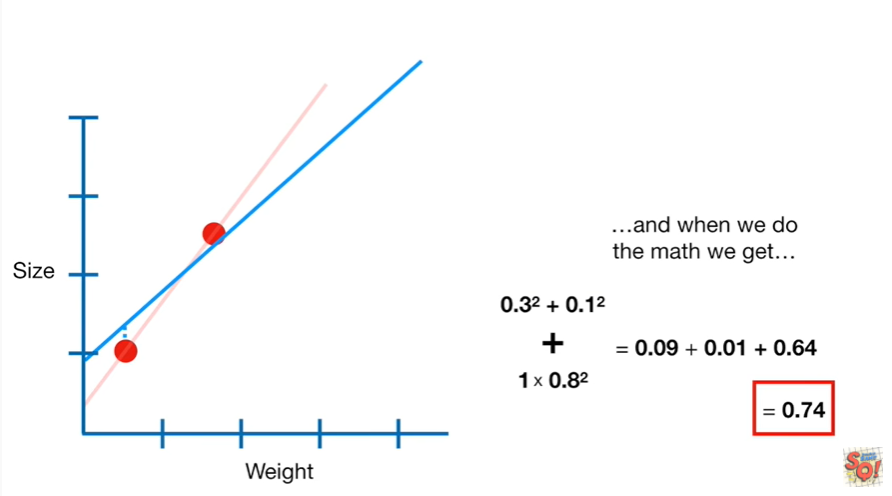 …and when we do
the math we get…
Size
0.3² + 0.1²
+
1 × 0.8²
= 0.09 + 0.01 + 0.64
= 0.74
Weight
SQ!